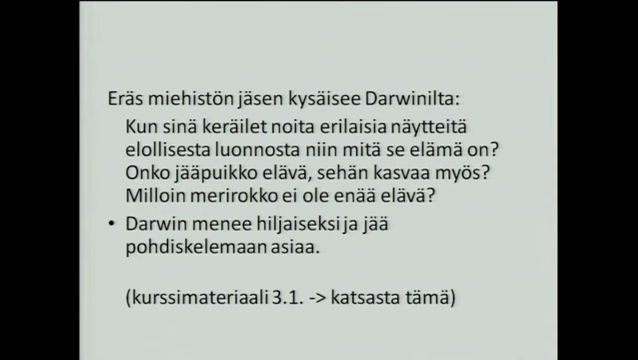 Eräs miehistön jäsen kysäisee Darwinilta:
Kun sinä keräilet noita erilaisia näytteitä
elollisesta luonnosta niin mitä se elämä on?
Onko jääpuikko elävä, sehän kasvaa myös?
Milloin merirokko ei ole enää elävä?
• Darwin menee hiljaiseksi ja jää
pohdiskelemaan asiaa.
(kurssimateriaali 3.1. -> katsasta tämä)